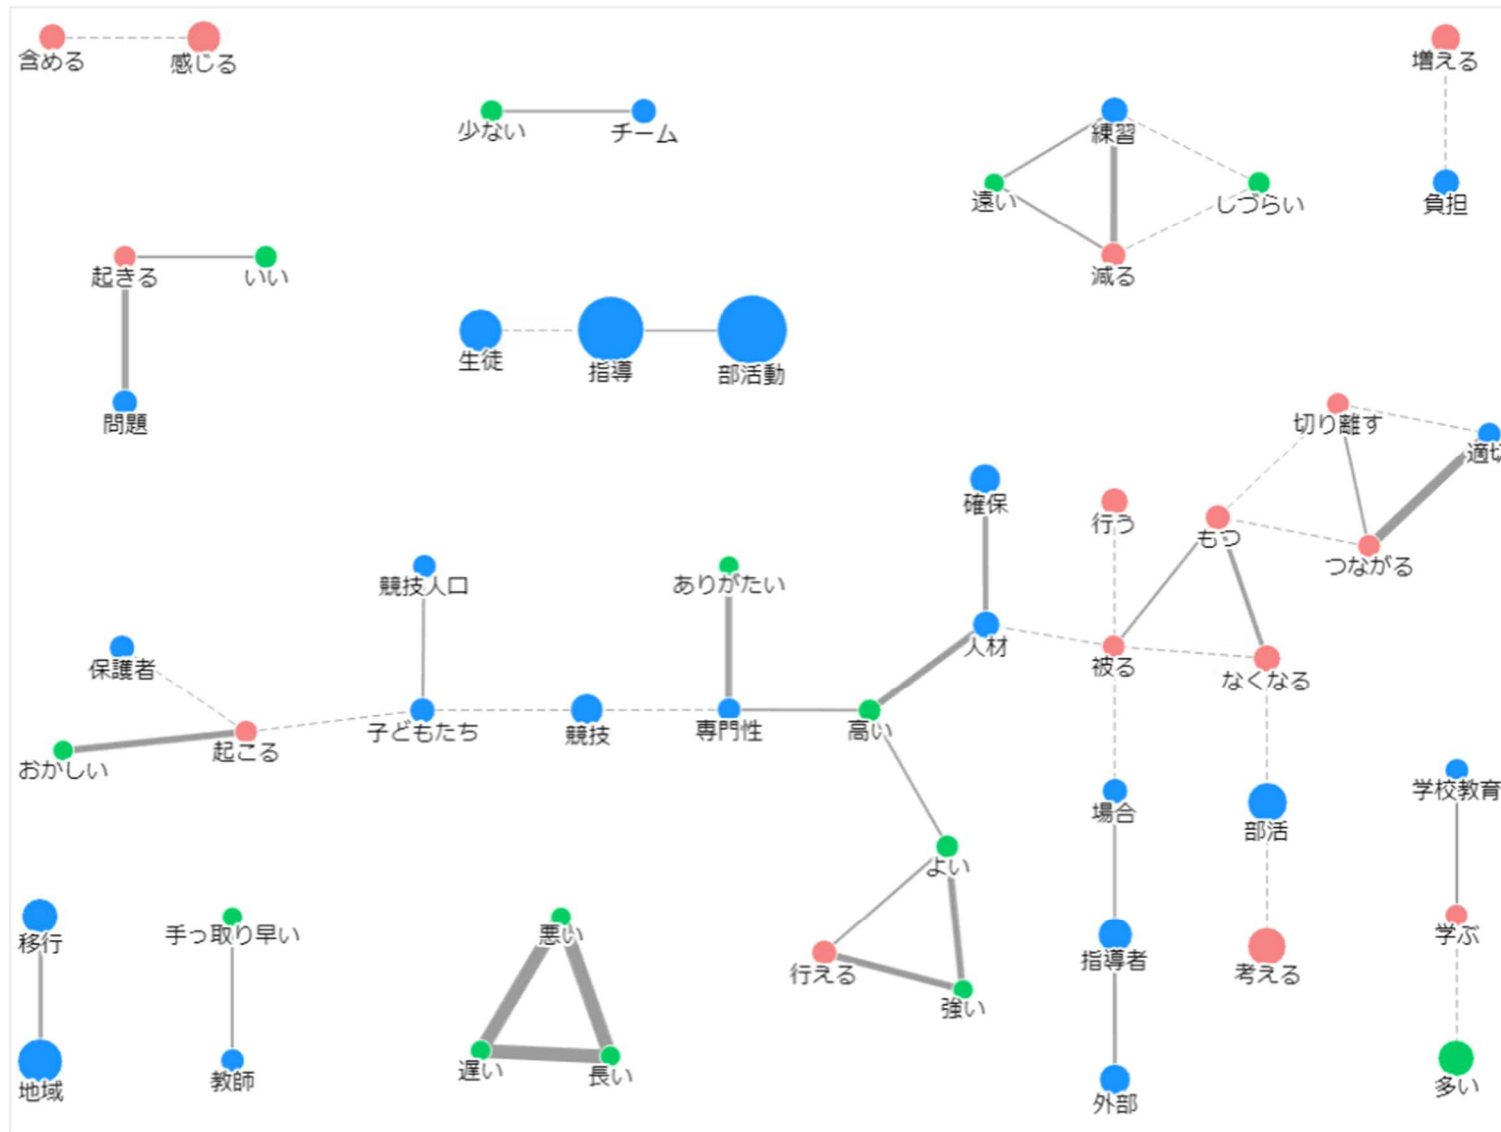 含める
感じる
増える
少ない
チーム
練習
遠い
しづらい
負担
起きる
いい
減る
生徒
指導
部活動
問題
切り離す
適切
確保
行う
もつ
つながる
競技人口
ありがたい
保護者
人材
被る
なくなる
おかしい
起こる
子どもたち
競技
専門性
高い
学校教育
場合
部活
よい
移行
手っ取り早い
悪い
行える
強い
指導者
考える
学ぶ
地域
教師
遅い
長い
外部
多い